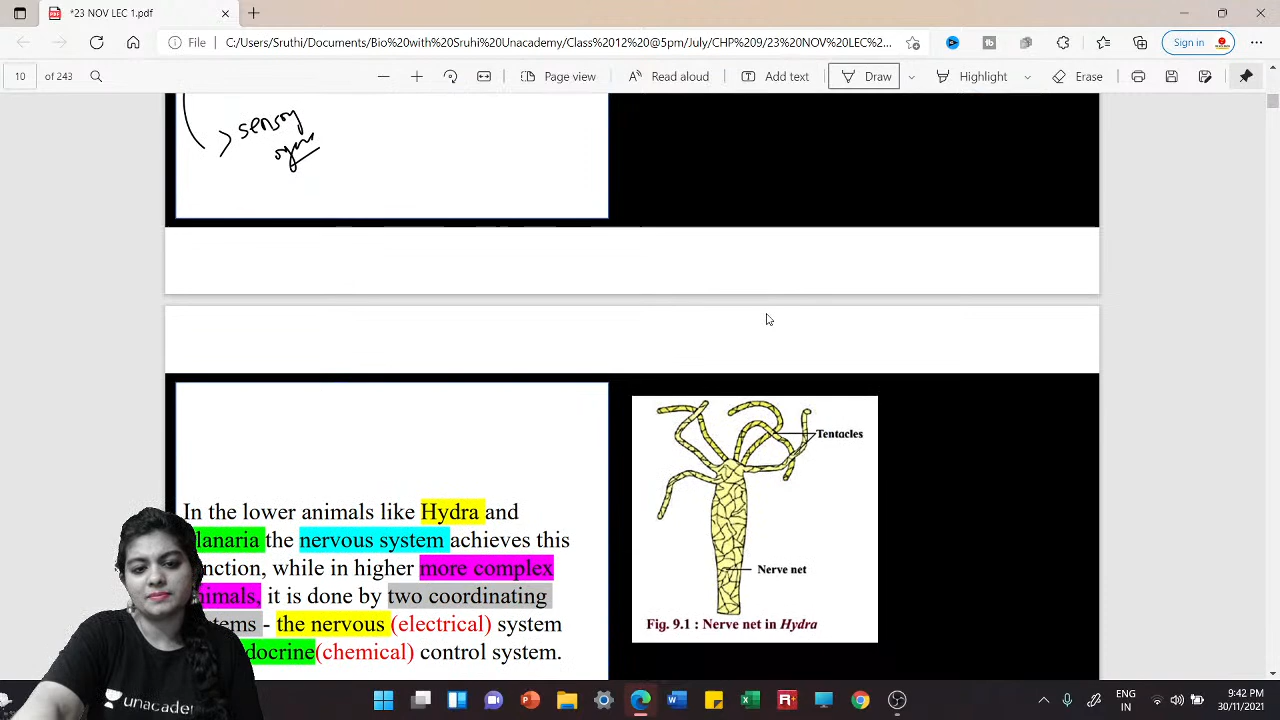 *23 NOV LEC 1.pdf
File
C:/Users/Sruthi/Documents/Bio%20with%20Sruhi%20Unacademy/Class%2012%20@5pm/July/CHP%209/23%20NOV%20LEC%2...
Sign in
10 of 243
Page view
Read aloud
Add text
Draw
Highlight
Erase
> sensory
In the lower animals like Hydra and
lanaria the nervous system achieves this
nction, while in higher more complex
nimals, it is done by two coordinating
tems - the nervous (electrical) system
docrine(chemical) control system.
Tentacles
Nerve net
Fig. 9.1 : Nerve net in Hydra
unacade
ENG
IN
9:42 PM
30/11/2021